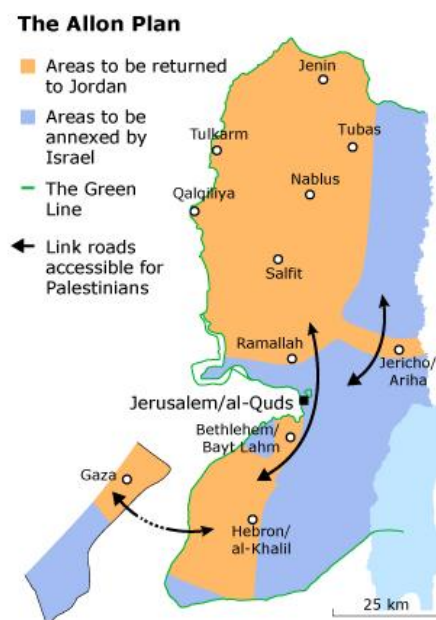 The Allon Plan
Areas to be returned
to Jordan
Areas to be
annexed by
Israel
The Green
Line
Link roads
accessible for
Palestinians
Jenin
Tulkarm
Tubas
Nablus
Qalqiliya
Salfit
Ramallah
Jericho/
Ariha
Jerusalem/al-Quds
Bethlehem/
Bayt Lahm
Gaza
Hebron/
al-Khalil
25 km